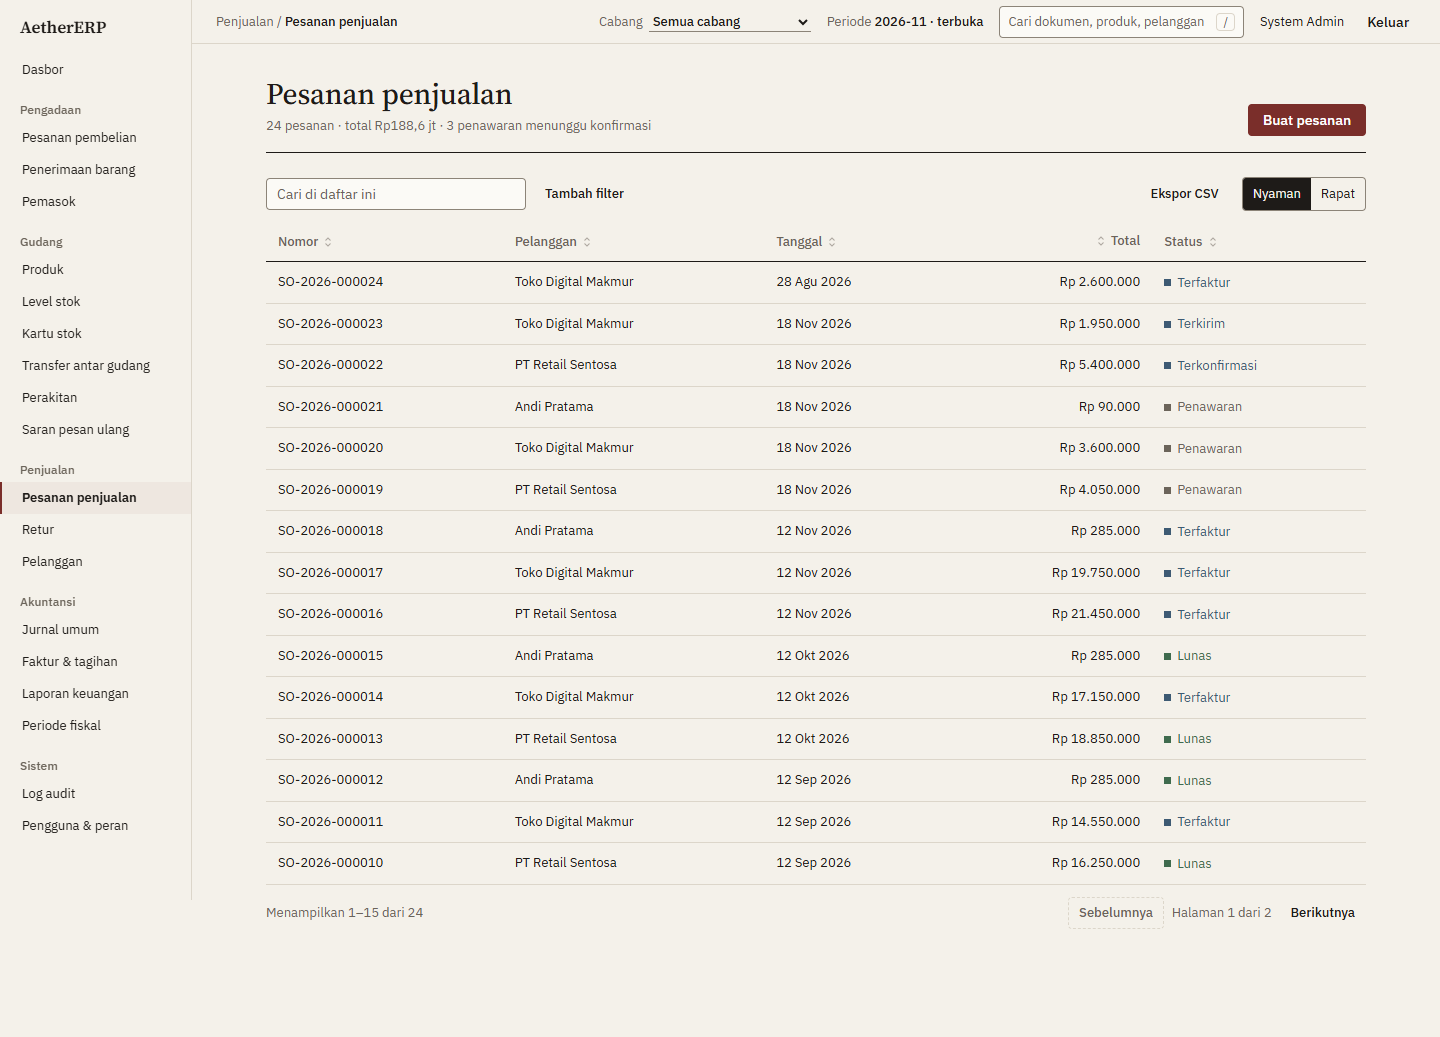 AetherERP
Dasbor
Pengadaan
Pesanan pembelian
Penerimaan barang
Pemasok
Gudang
Produk
Level stok
Kartu stok
Transfer antar gudang
Perakitan
Saran pesan ulang
Penjualan
Pesanan penjualan
Retur
Pelanggan
Akuntansi
Jurnal umum
Faktur & tagihan
Laporan keuangan
Periode fiskal
Sistem
Log audit
Pengguna & peran
Penjualan / Pesanan penjualan
Cabang Semua cabang
Periode 2026-11 · terbuka
Cari dokumen, produk, pelanggan /
System Admin
Keluar
Pesanan penjualan
24 pesanan · total Rp188,6 jt · 3 penawaran menunggu konfirmasi
Buat pesanan
Cari di daftar ini
Tambah filter
Ekspor CSV
Nyaman Rapat
Nomor Pelanggan Tanggal Total Status
SO-2026-000024 Toko Digital Makmur 28 Agu 2026 Rp 2.600.000 Terfaktur
SO-2026-000023 Toko Digital Makmur 18 Nov 2026 Rp 1.950.000 Terkirim
SO-2026-000022 PT Retail Sentosa 18 Nov 2026 Rp 5.400.000 Terkonfirmasi
SO-2026-000021 Andi Pratama 18 Nov 2026 Rp 90.000 Penawaran
SO-2026-000020 Toko Digital Makmur 18 Nov 2026 Rp 3.600.000 Penawaran
SO-2026-000019 PT Retail Sentosa 18 Nov 2026 Rp 4.050.000 Penawaran
SO-2026-000018 Andi Pratama 12 Nov 2026 Rp 285.000 Terfaktur
SO-2026-000017 Toko Digital Makmur 12 Nov 2026 Rp 19.750.000 Terfaktur
SO-2026-000016 PT Retail Sentosa 12 Nov 2026 Rp 21.450.000 Terfaktur
SO-2026-000015 Andi Pratama 12 Okt 2026 Rp 285.000 Lunas
SO-2026-000014 Toko Digital Makmur 12 Okt 2026 Rp 17.150.000 Terfaktur
SO-2026-000013 PT Retail Sentosa 12 Okt 2026 Rp 18.850.000 Lunas
SO-2026-000012 Andi Pratama 12 Sep 2026 Rp 285.000 Lunas
SO-2026-000011 Toko Digital Makmur 12 Sep 2026 Rp 14.550.000 Terfaktur
SO-2026-000010 PT Retail Sentosa 12 Sep 2026 Rp 16.250.000 Lunas
Menampilkan 1–15 dari 24
Sebelumnya Halaman 1 dari 2 Berikutnya